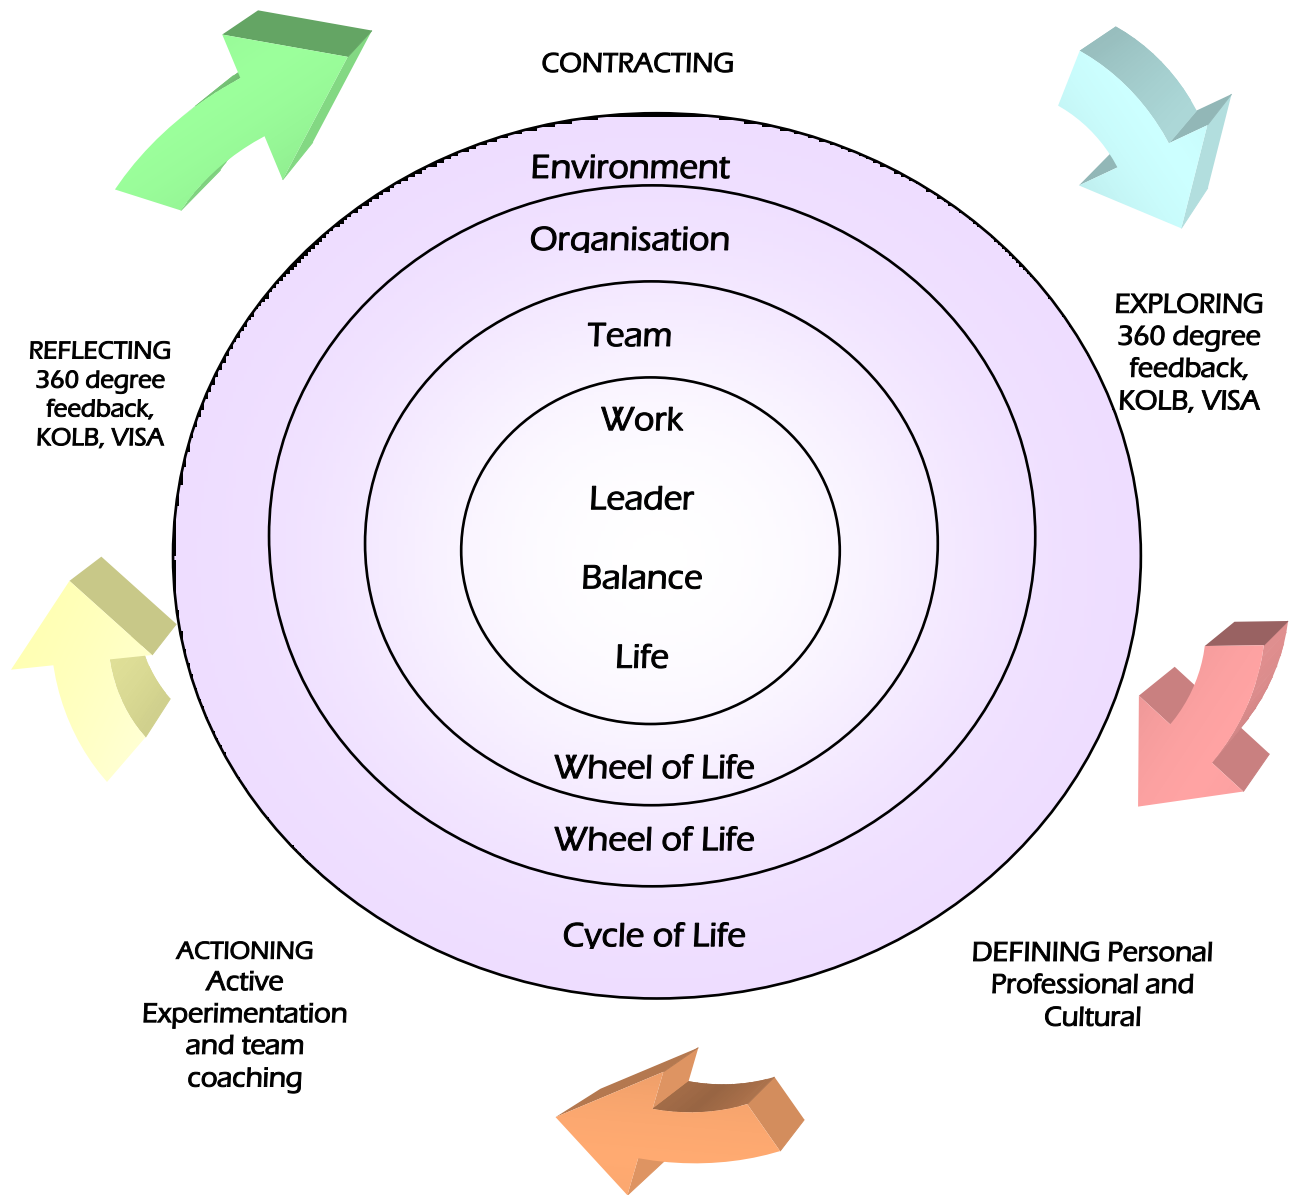 CONTRACTING
Environment
Organisation
Team
Work
Leader
Balance
Life
Wheel of Life
Wheel of Life
Cycle of Life
EXPLORING
360 degree
feedback,
KOLB, VISA
DEFINING Personal
Professional and
Cultural
ACTIONING
Active
Experimentation
and team
coaching
REFLECTING
360 degree
feedback,
KOLB, VISA